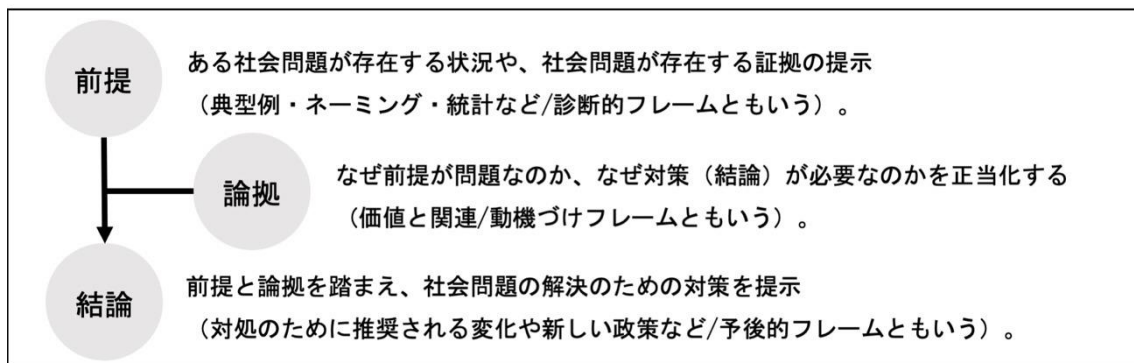 前提
ある社会問題が存在する状況や、社会問題が存在する証拠の提示
（典型例・ネーミング・統計など/診断的フレームともいう）。
論拠
なぜ前提が問題なのか、なぜ対策（結論）が必要なのかを正当化する
（価値と関連/動機づけフレームともいう）。
結論
前提と論拠を踏まえ、社会問題の解決のための対策を提示
（対処のために推奨される変化や新しい政策など/予後的フレームともいう）。